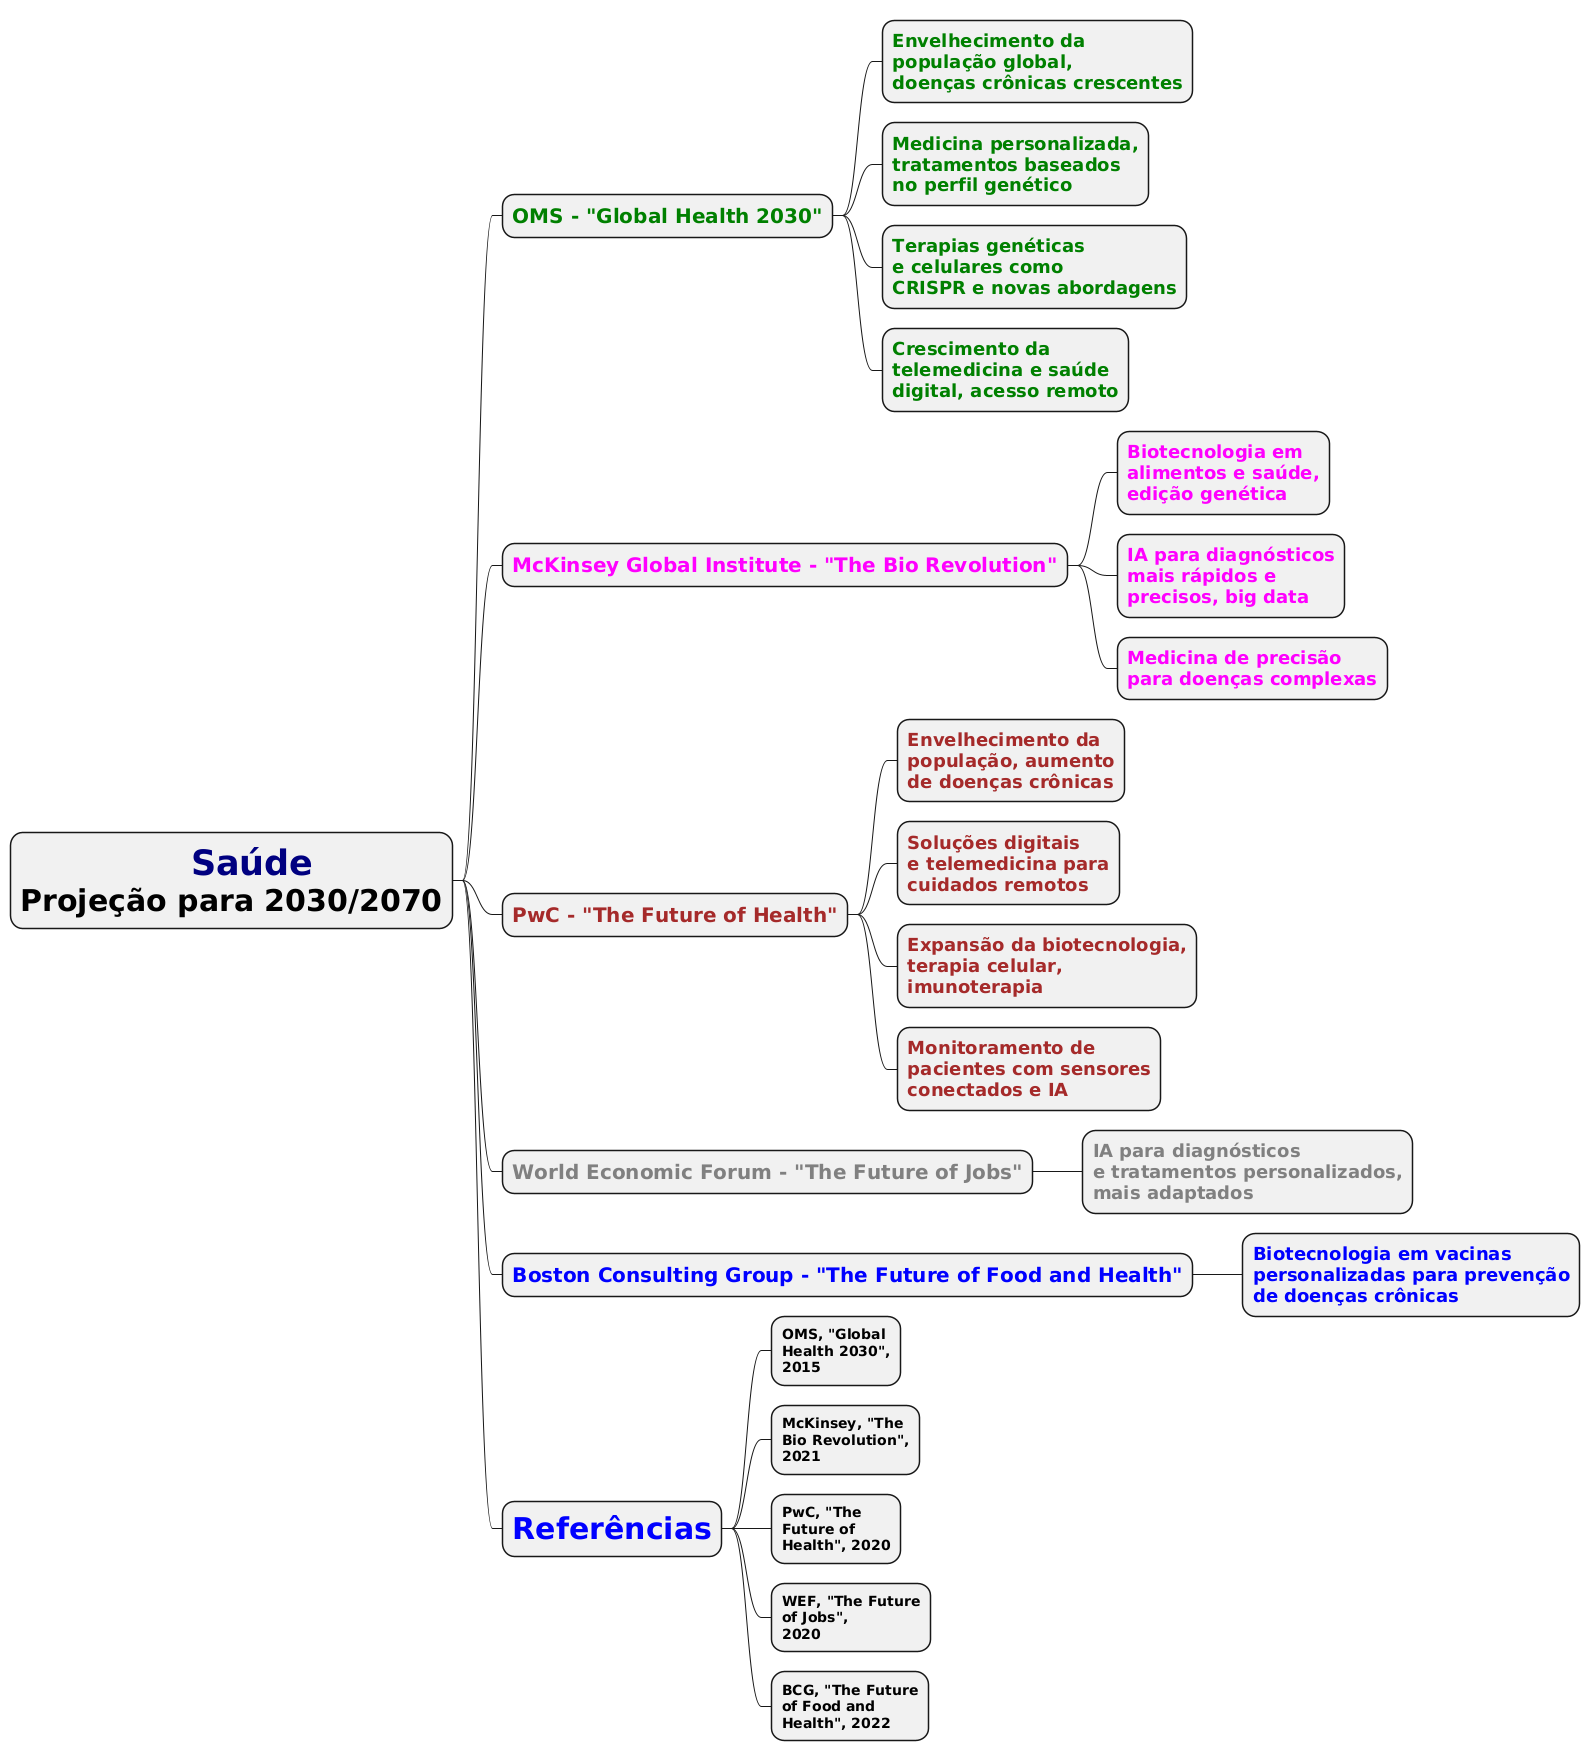 Saúde
Projeção para 2030/2070
OMS - "Global Health 2030"
Envelhecimento da
população global,
doenças crônicas crescentes
Medicina personalizada,
tratamentos baseados
no perfil genético
Terapias genéticas
e celulares como
CRISPR e novas abordagens
Crescimento da
telemedicina e saúde
digital, acesso remoto
McKinsey Global Institute - "The Bio Revolution"
Biotecnologia em
alimentos e saúde,
edição genética
IA para diagnósticos
mais rápidos e
precisos, big data
Medicina de precisão
para doenças complexas
PwC - "The Future of Health"
Envelhecimento da
população, aumento
de doenças crônicas
Soluções digitais
e telemedicina para
cuidados remotos
Expansão da biotecnologia,
terapia celular,
imunoterapia
Monitoramento de
pacientes com sensores
conectados e IA
World Economic Forum - "The Future of Jobs"
IA para diagnósticos
e tratamentos personalizados,
mais adaptados
Boston Consulting Group - "The Future of Food and Health"
Biotecnologia em vacinas
personalizadas para prevenção
de doenças crônicas
Referências
OMS, "Global
Health 2030",
2015
McKinsey, "The
Bio Revolution",
2021
PwC, "The
Future of
Health", 2020
WEF, "The Future
of Jobs",
2020
BCG, "The Future
of Food and
Health", 2022